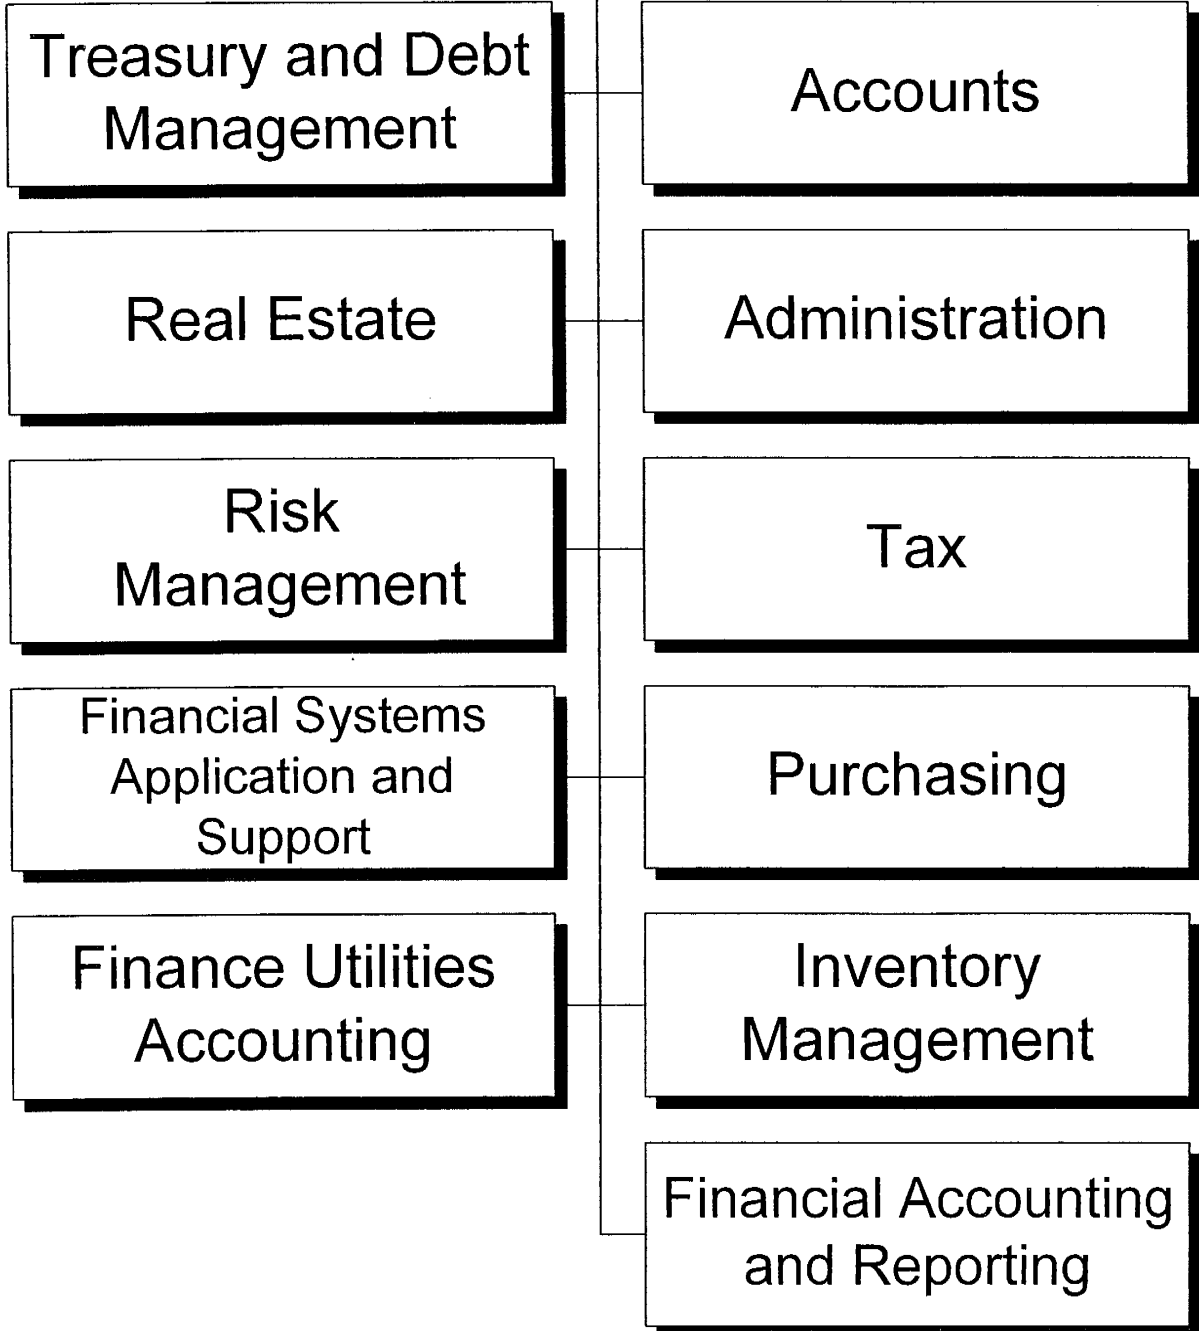 Treasury and Debt
Management
Accounts
Real Estate
Administration
Risk
Management
Tax
Financial Systems
Application and
Support
Purchasing
Finance Utilities
Accounting
Inventory
Management
Financial Accounting
and Reporting